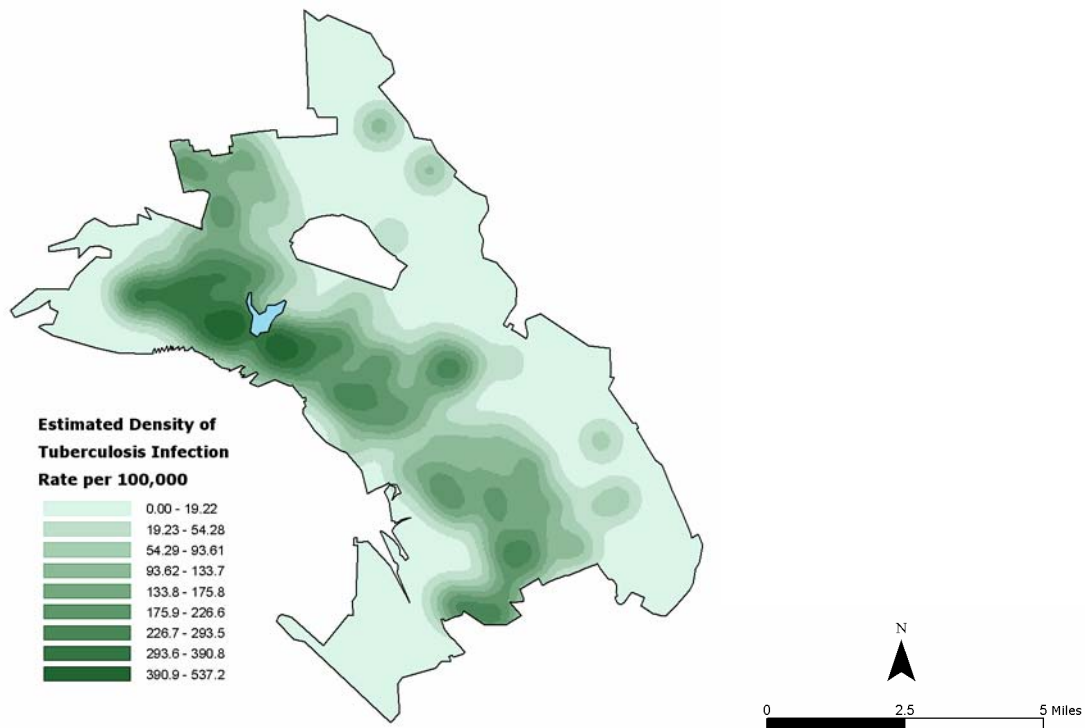 Estimated Density of
Tuberculosis Infection
Rate per 100,000
0.00 - 19.22
19.23 - 54.28
54.29 - 93.61
93.62 - 133.7
133.8 - 175.8
175.9 - 226.6
226.7 - 293.5
293.6 - 390.8
390.9 - 537.2
N
0 2.5 5 Miles